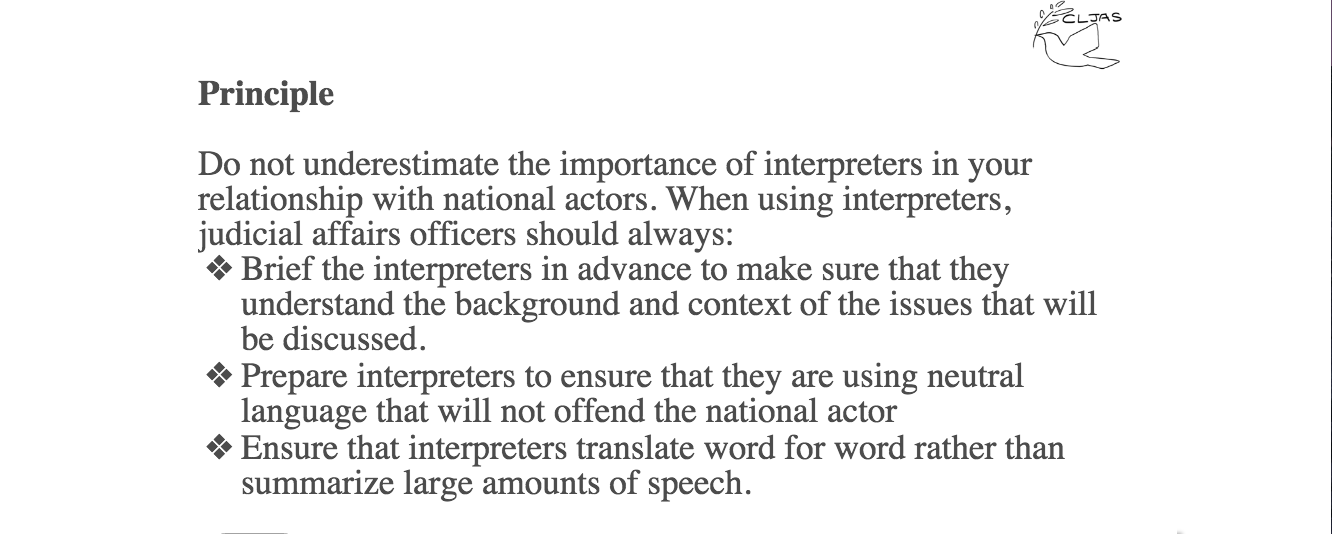 CLJAS
Principle
Do not underestimate the importance of interpreters in your
relationship with national actors. When using interpreters,
judicial affairs officers should always:
❖ Brief the interpreters in advance to make sure that they
understand the background and context of the issues that will
be discussed.
❖ Prepare interpreters to ensure that they are using neutral
language that will not offend the national actor
❖ Ensure that interpreters translate word for word rather than
summarize large amounts of speech.